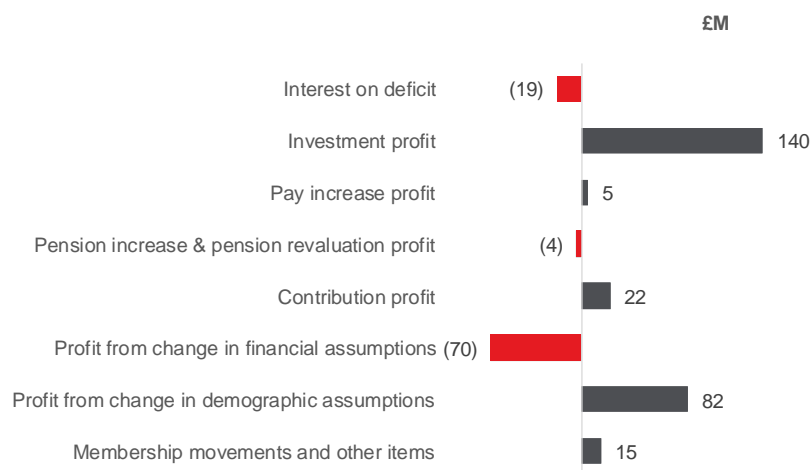 £M
Interest on deficit (19)
Investment profit 140
Pay increase profit 5
Pension increase & pension revaluation profit (4)
Contribution profit 22
Profit from change in financial assumptions (70)
Profit from change in demographic assumptions 82
Membership movements and other items 15